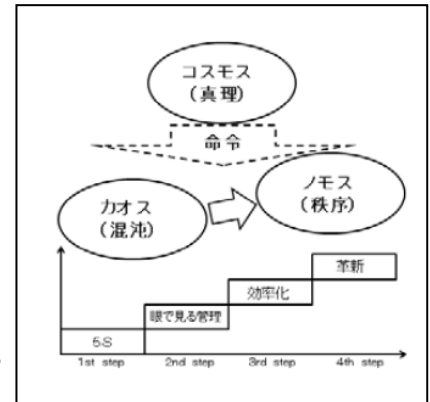 コスモス
(真理)
命令
カオス
(混沌)
ノモス
(秩序)
革新
効率化
眼で見る管理
5S
1st step
2nd step
3rd step
4th step